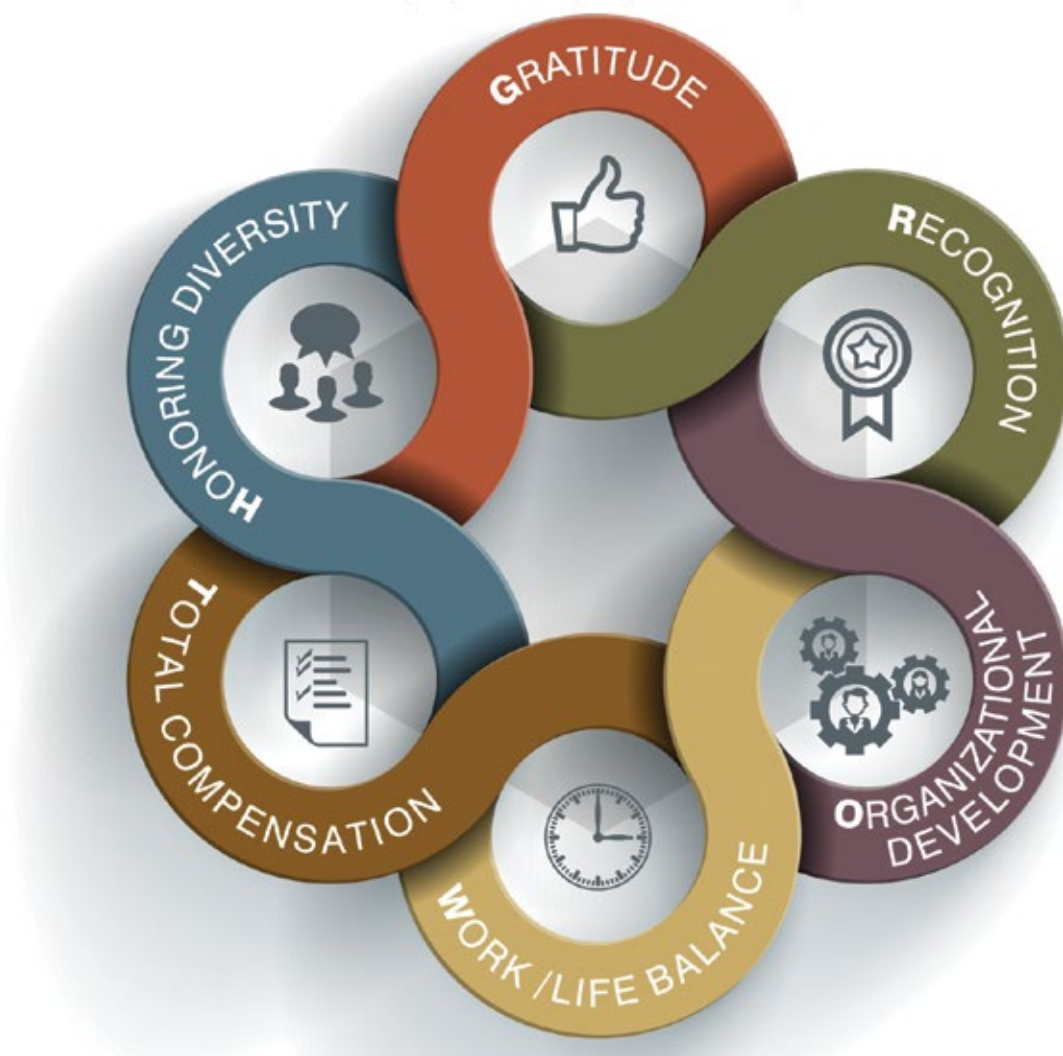 GRATITUDE
RECOGNITION
ORGANIZATIONAL
DEVELOPMENT
WORK /LIFE BALANCE
TOTAL COMPENSATION
HONORING DIVERSITY